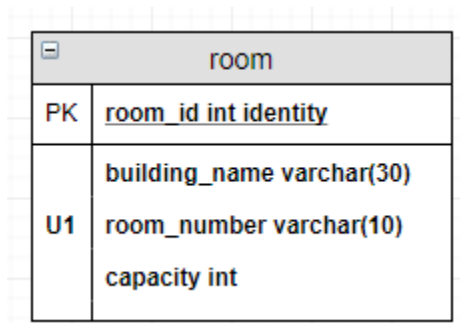 room
PK room_id int identity
building_name varchar(30)
U1 room_number varchar(10)
capacity int